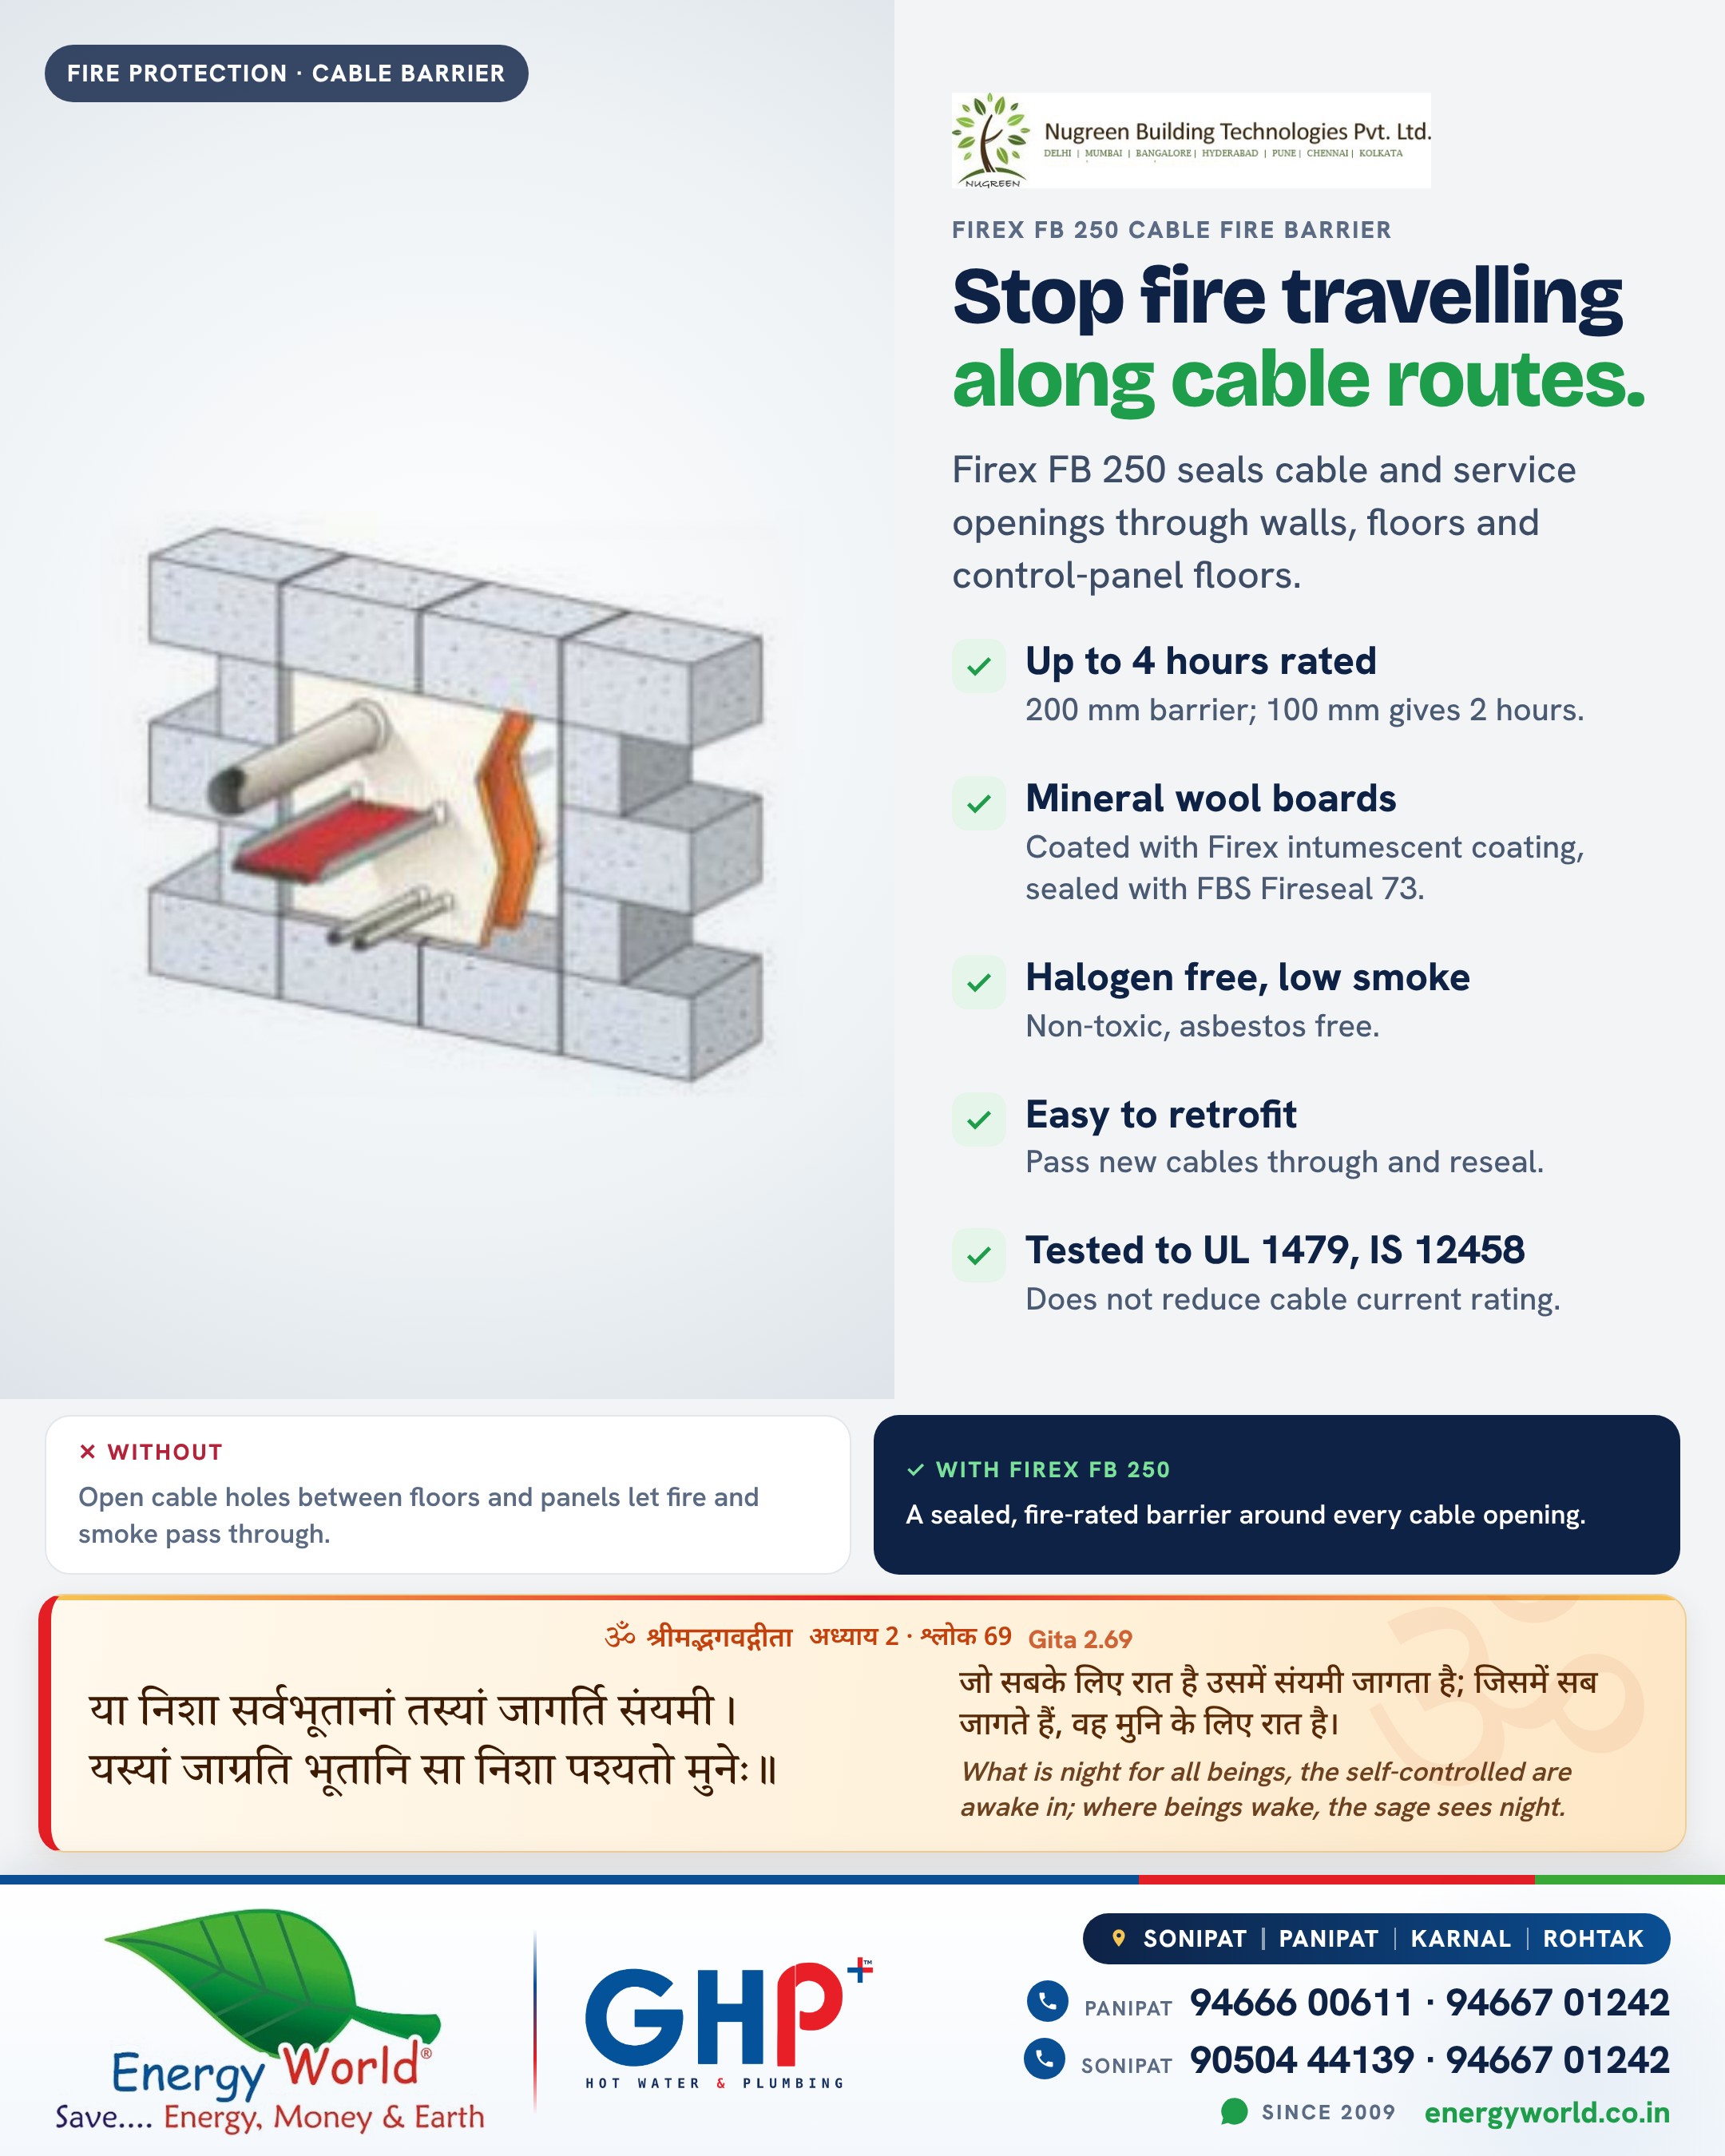 FIRE PROTECTION · CABLE BARRIER
Nugreen Building Technologies Pvt. Ltd.
DELHI | MUMBAI | BANGALORE | HYDERABAD | PUNE | CHENNAI | KOLKATA
NUGREEN
FIREX FB 250 CABLE FIRE BARRIER
Stop fire travelling
along cable routes.
Firex FB 250 seals cable and service
openings through walls, floors and
control-panel floors.
Up to 4 hours rated
200 mm barrier; 100 mm gives 2 hours.
Mineral wool boards
Coated with Firex intumescent coating,
sealed with FBS Fireseal 73.
Halogen free, low smoke
Non-toxic, asbestos free.
Easy to retrofit
Pass new cables through and reseal.
Tested to UL 1479, IS 12458
Does not reduce cable current rating.
✕ WITHOUT
Open cable holes between floors and panels let fire and
smoke pass through.
✓ WITH FIREX FB 250
A sealed, fire-rated barrier around every cable opening.
ॐ श्रीमद्भगवद्गीता अध्याय 2 · श्लोक 69 Gita 2.69
या निशा सर्वभूतानां तस्यां जागर्ति संयमी।
यस्यां जाग्रति भूतानि सा निशा पश्यतो मुनेः॥
जो सबके लिए रात है उसमें संयमी जागता है; जिसमें सब
जागते हैं, वह मुनि के लिए रात है।
What is night for all beings, the self-controlled are
awake in; where beings wake, the sage sees night.
Energy World®
Save.... Energy, Money & Earth
GHP+™
HOT WATER & PLUMBING
SONIPAT | PANIPAT | KARNAL | ROHTAK
PANIPAT 94666 00611 · 94667 01242
SONIPAT 90504 44139 · 94667 01242
SINCE 2009 energyworld.co.in